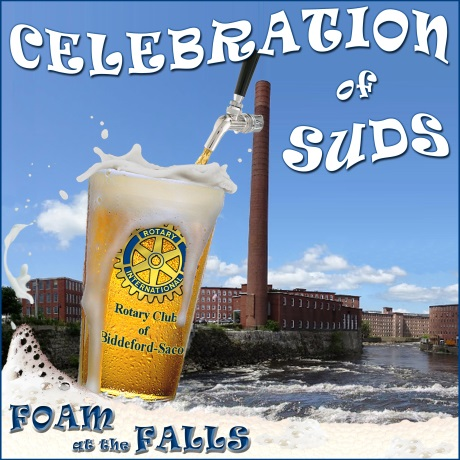 CELEBRATION
of
SUDS
ROTARY
INTERNATIONAL
Rotary Club
of
Biddeford-Saco
FOAM
at the FALLS